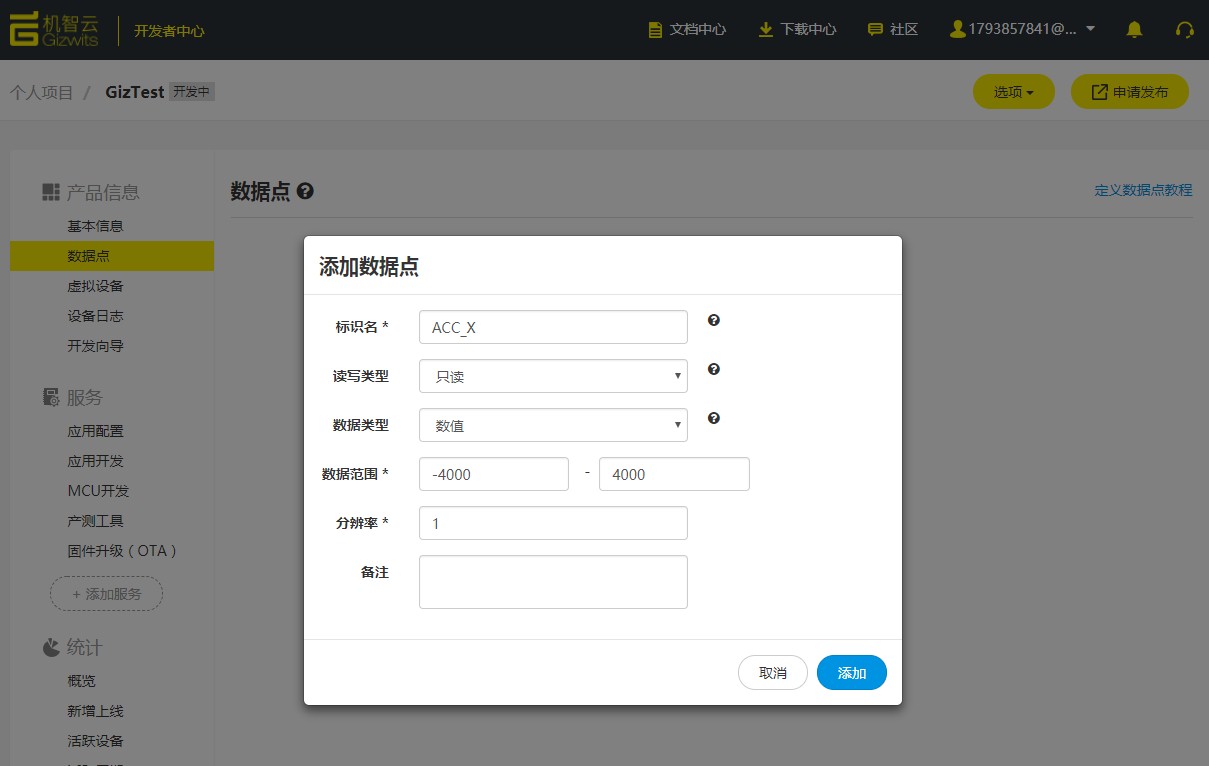 机智云
Gizwits
开发者中心
文档中心
下载中心
社区
1793857841@...
个人项目 / GizTest 开发中
选项
申请发布
产品信息
基本信息
数据点
虚拟设备
设备日志
开发向导
服务
应用配置
应用开发
MCU开发
产测工具
固件升级（OTA）
+ 添加服务
统计
概览
新增上线
活跃设备
数据点
定义数据点教程
添加数据点
标识名 * ACC_X
读写类型 只读
数据类型 数值
数据范围 * -4000 - 4000
分辨率 * 1
备注
取消 添加